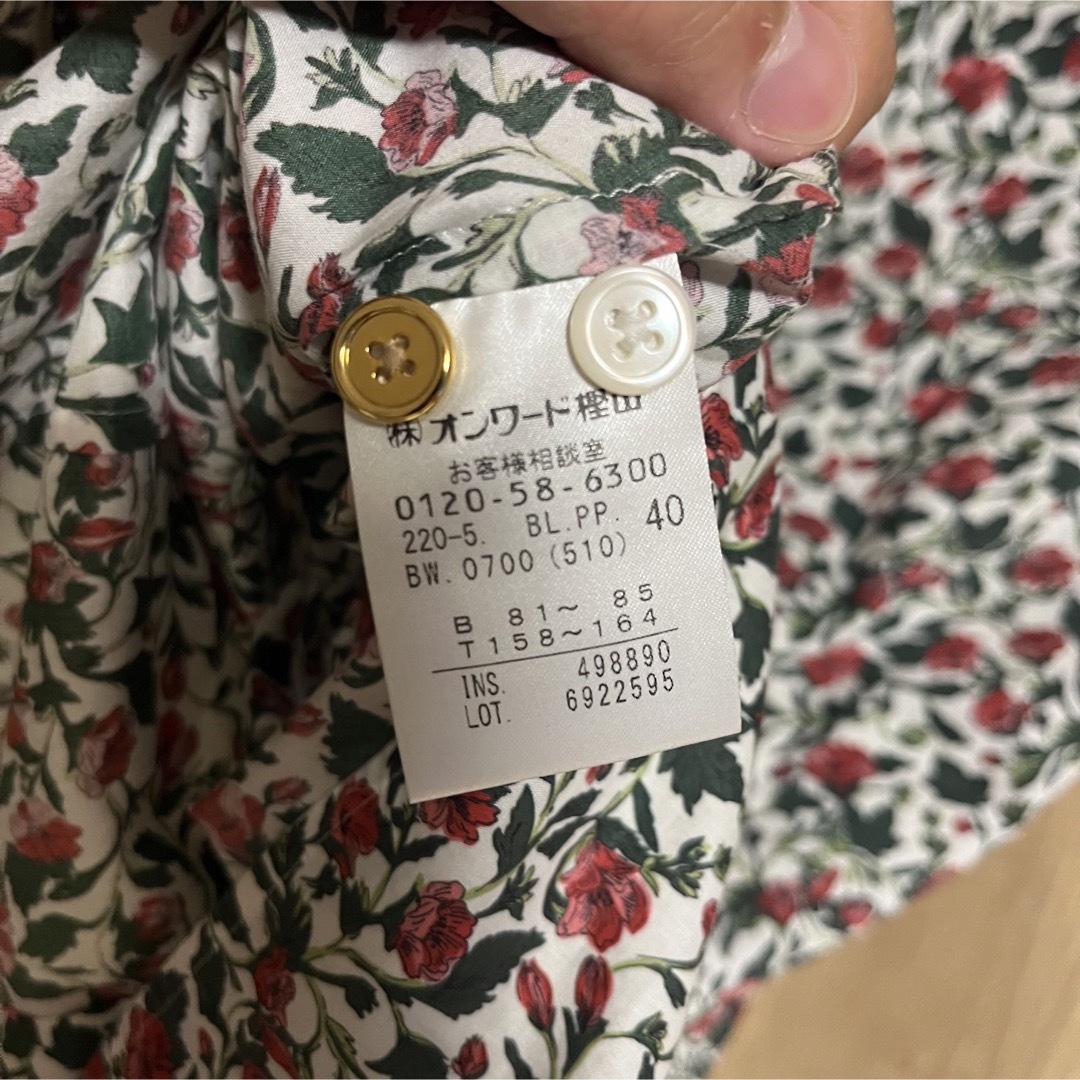 (株)オンワード樫山
お客様相談室
0120-58-6300
220-5. BL.PP. 40
BW.0700(510)
B 81～ 85
T158～164
INS. 498890
LOT. 6922595